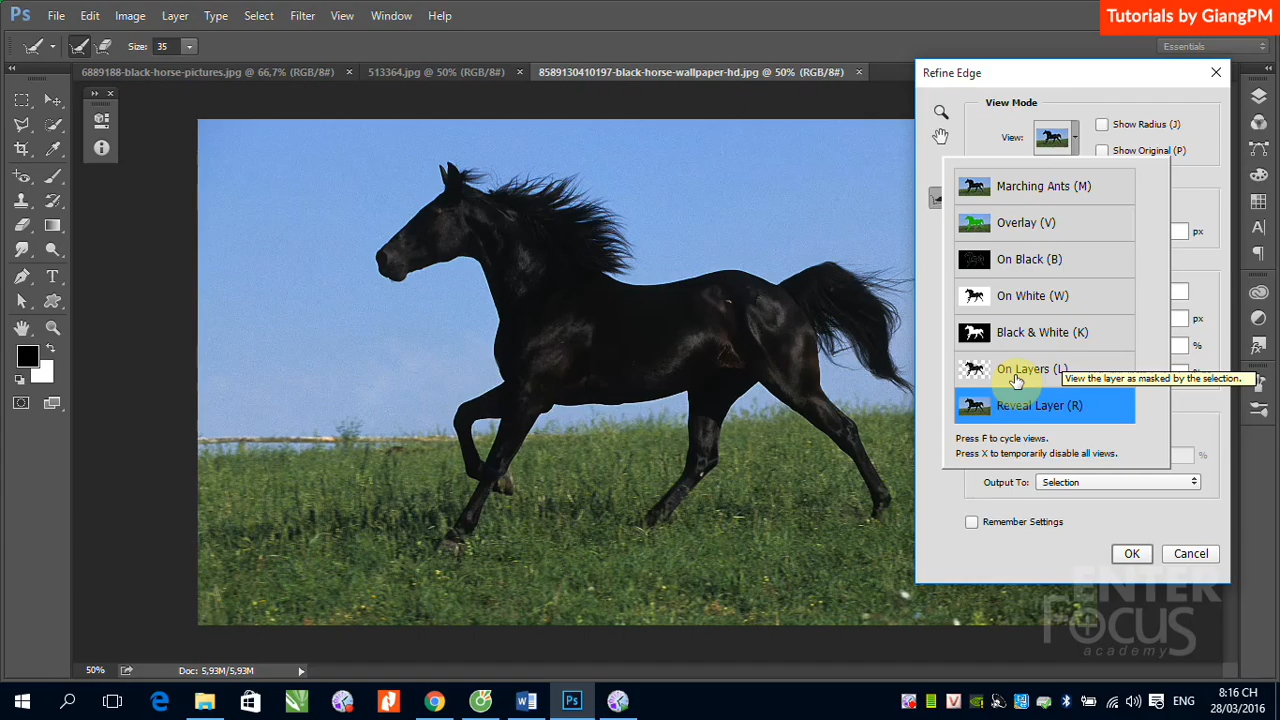 Ps File Edit Image Layer Type Select Filter View Window Help
Tutorials by GiangPM
Size: 35
Essentials
6889188-black-horse-pictures.jpg @ 66,7% (RGB/8#) × 513364.jpg @ 50% (RGB/8#) × 8589130410197-black-horse-wallpaper-hd.jpg @ 50% (RGB/8#) ×
Refine Edge
View Mode
View:
Show Radius (J)
Show Original (P)
Marching Ants (M)
Overlay (V)
px
On Black (B)
On White (W)
px
Black & White (K)
%
On Layers (L)
View the layer as masked by the selection.
Reveal Layer (R)
Press F to cycle views.
Press X to temporarily disable all views.
%
Output To: Selection
Remember Settings
OK Cancel
ENTER
Focus
academy
50% Doc: 5,93M/5,93M
ENG
8:16 CH
28/03/2016